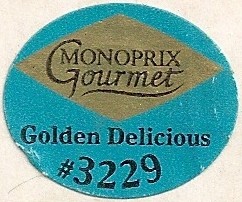 MONOPRIX
Gourmet
Golden Delicious
#3229